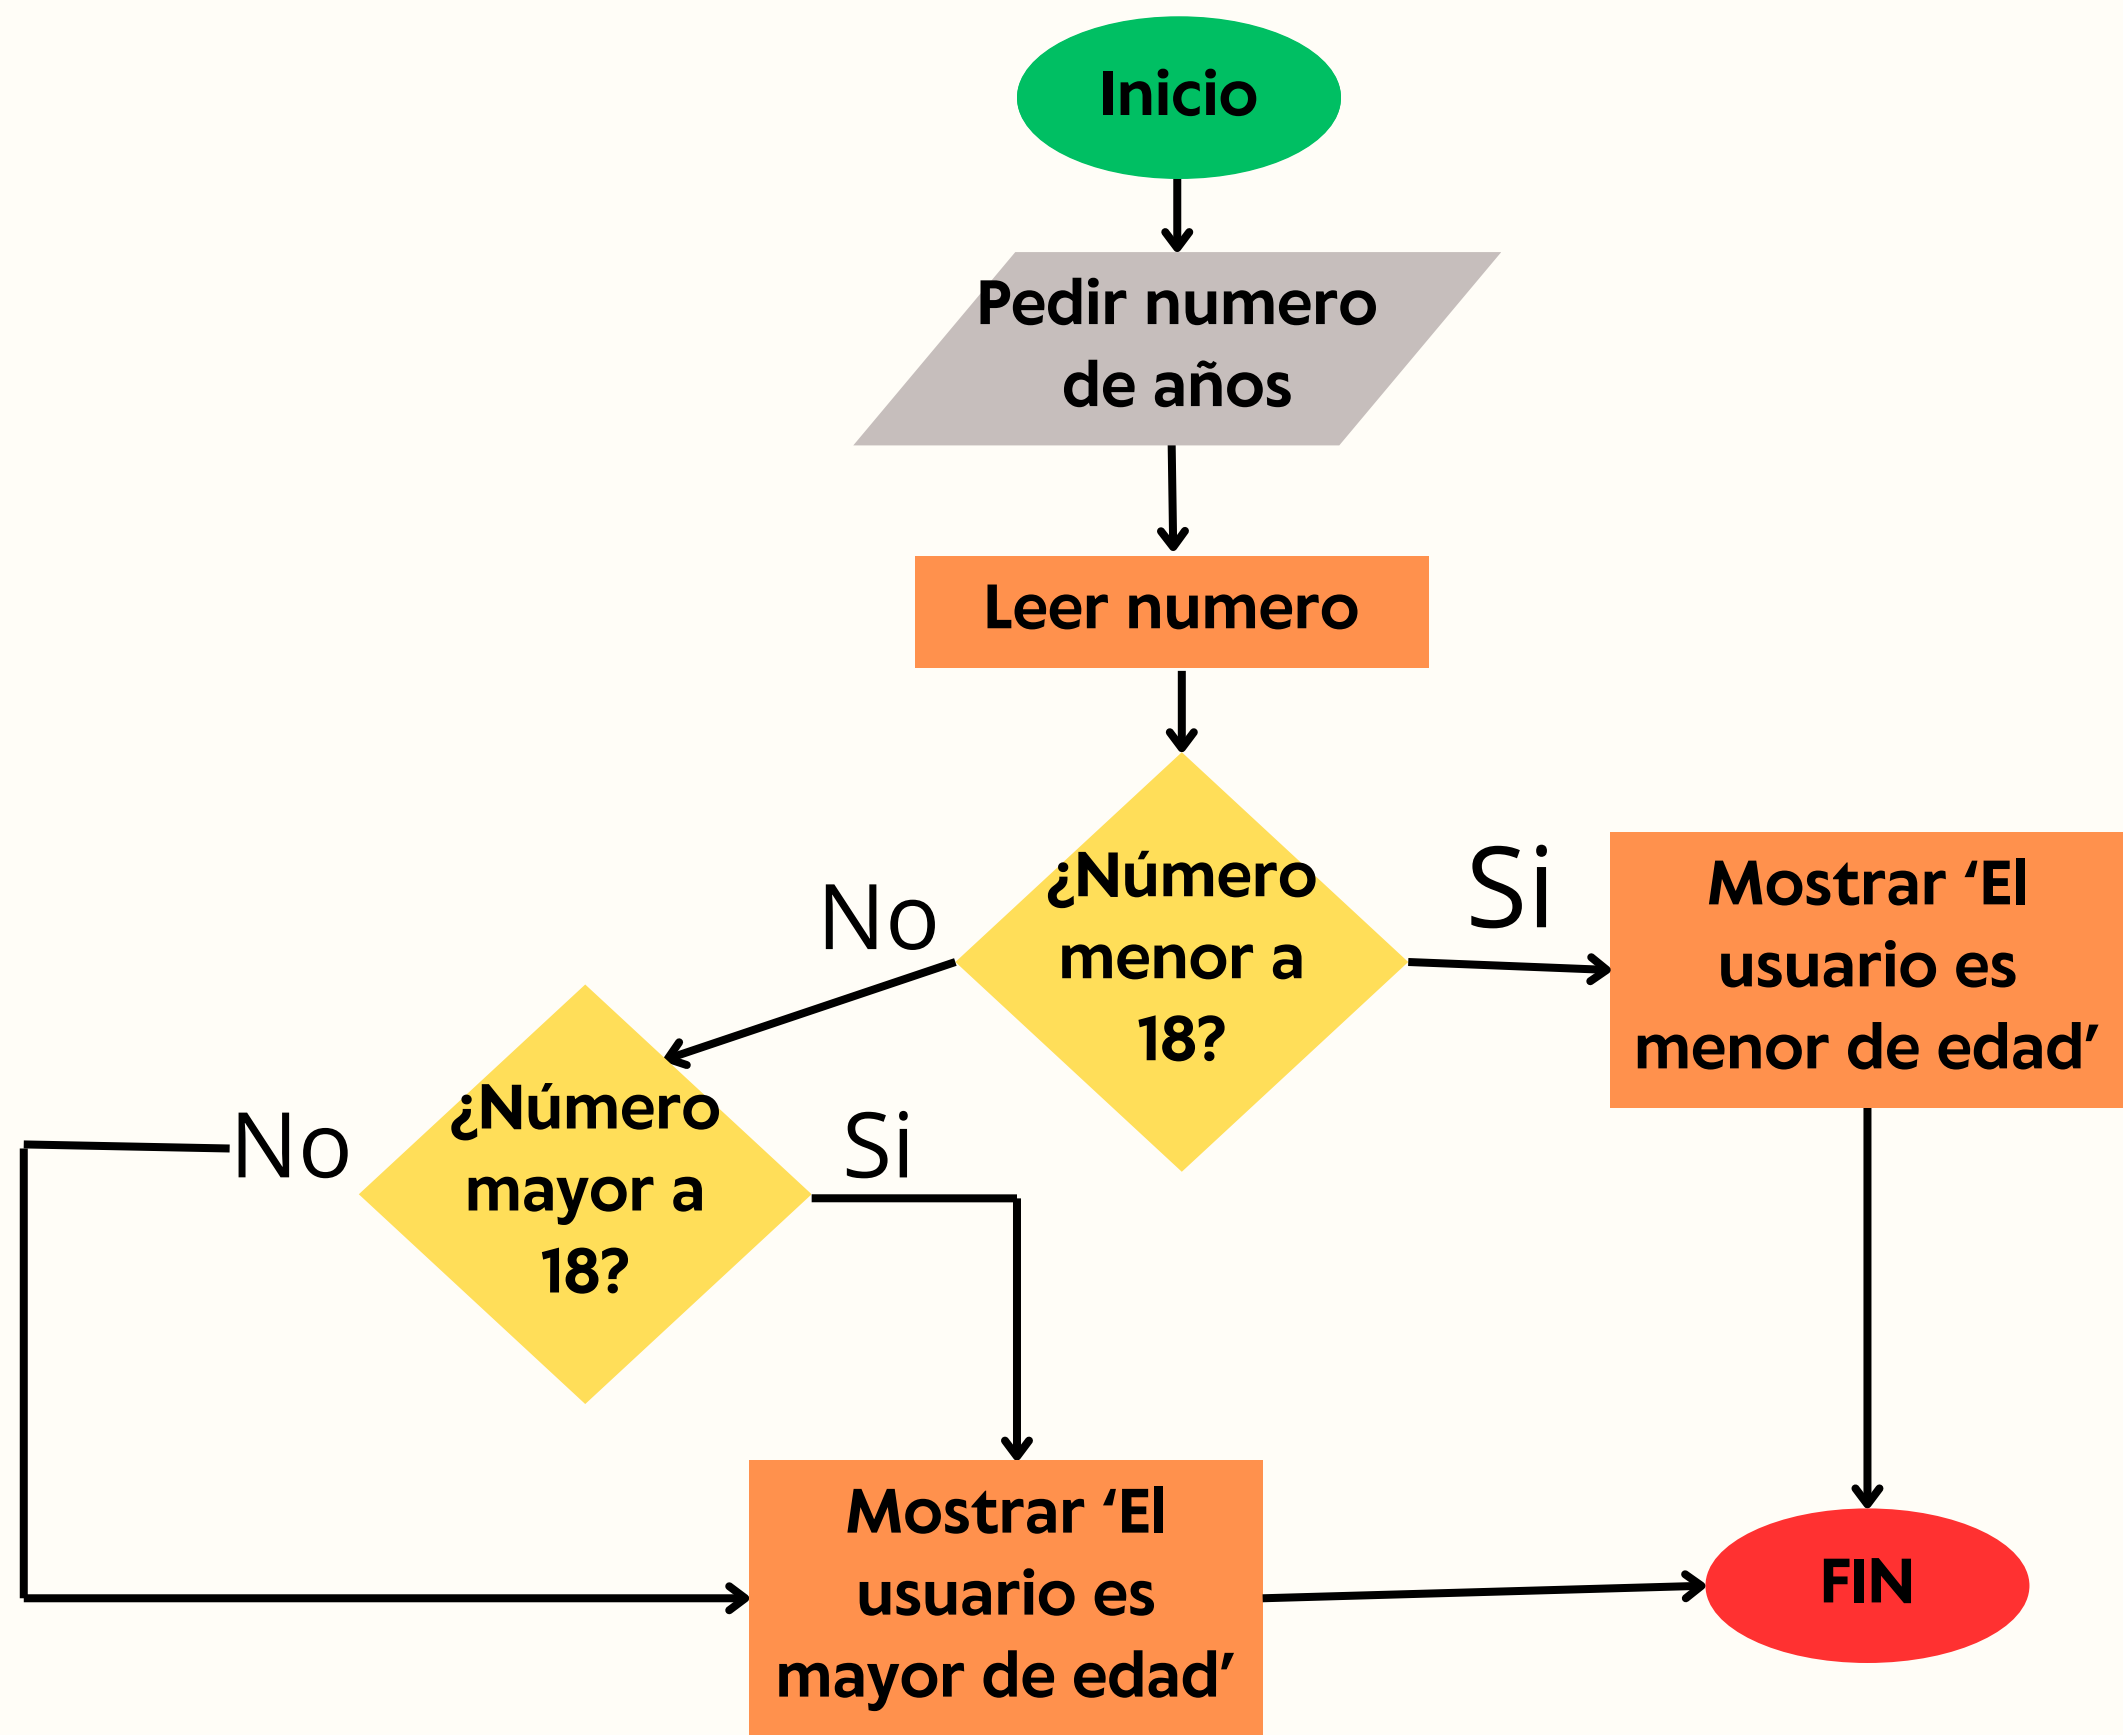 Inicio
Pedir numero
de años
Leer numero
¿Número
menor a
18?
No
Si
Mostrar ‘El
usuario es
menor de edad’
¿Número
mayor a
18?
No
Si
Mostrar ‘El
usuario es
mayor de edad’
FIN